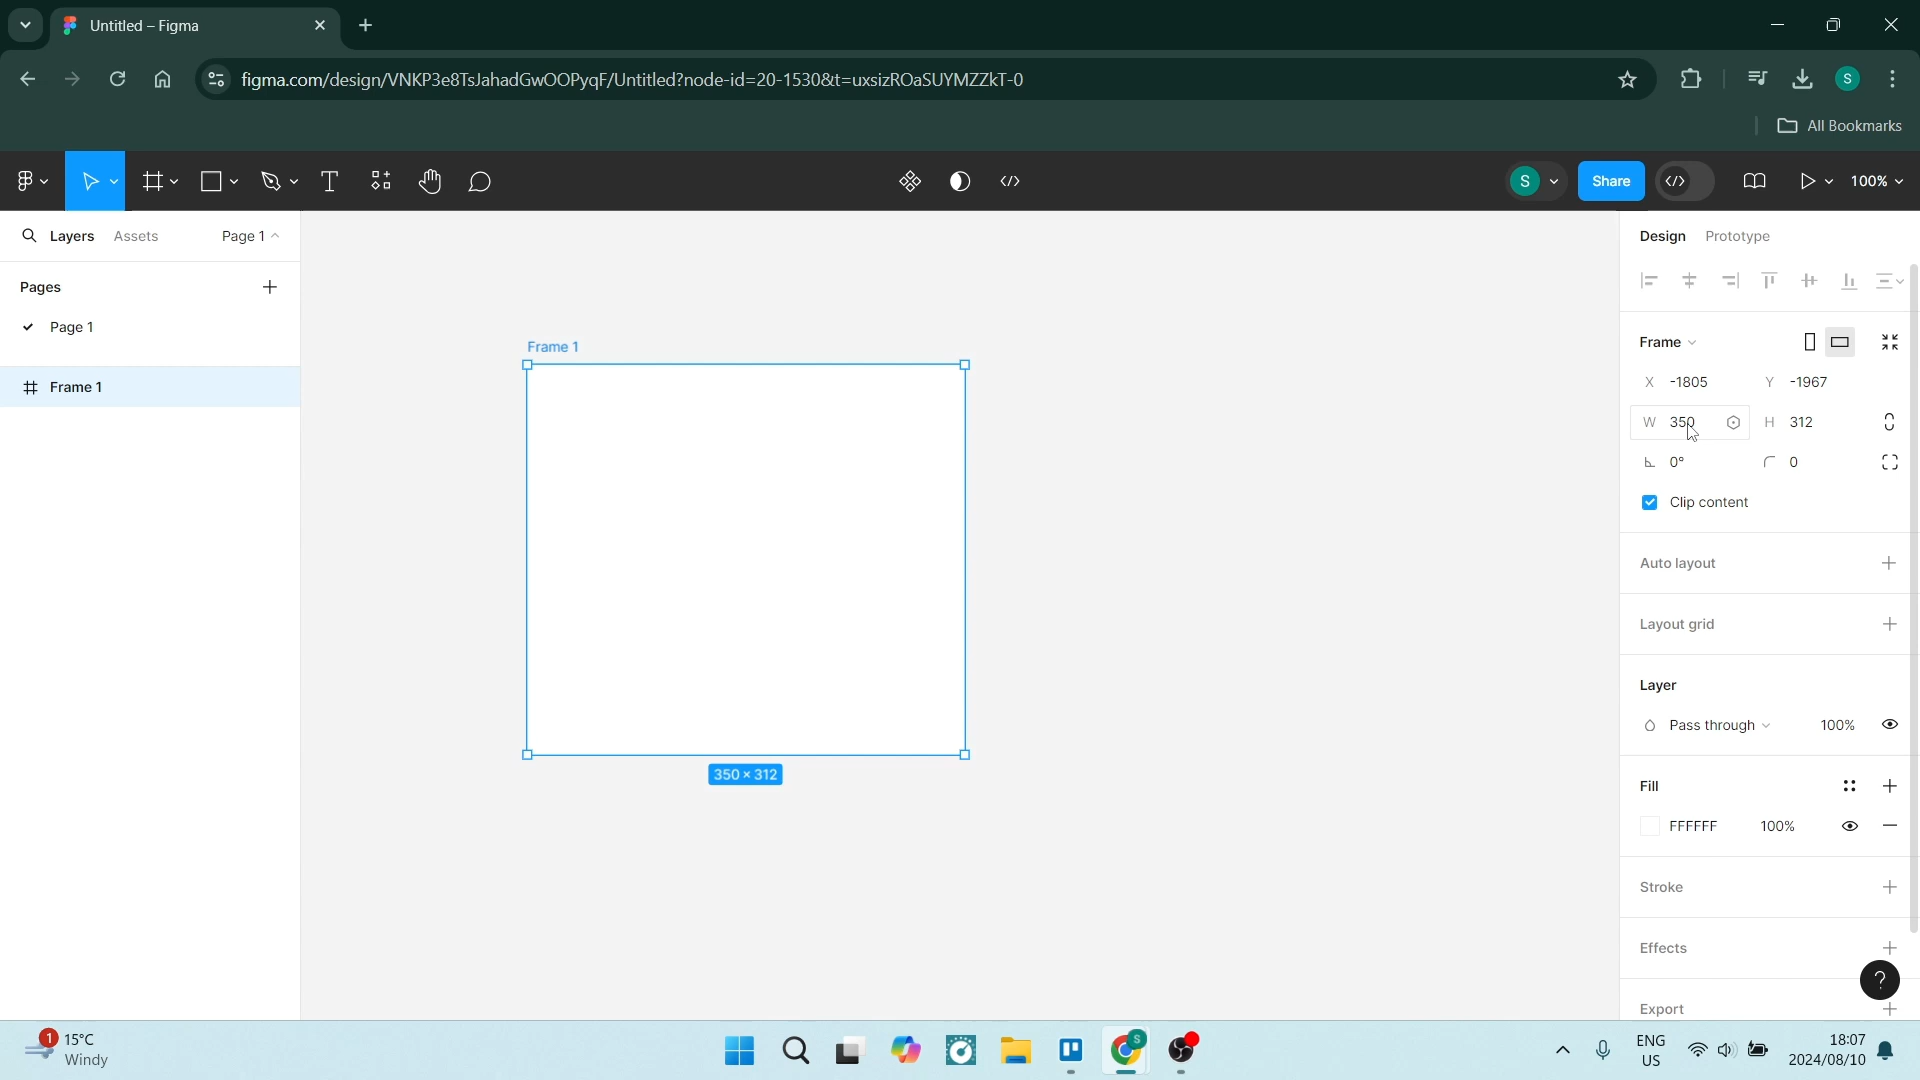 Untitled – Figma
figma.com/design/VNKP3e8TsJahadGwOOPyqF/Untitled?node-id=20-1530&t=uxsizROaSUYMZZkT-0
S
All Bookmarks
S
Share
100%
Layers
Assets
Page 1
Pages
Page 1
Frame 1
Frame 1
350 × 312
Design
Prototype
Frame
X -1805
Y -1967
W 350
H 312
0°
0
Clip content
Auto layout
Layout grid
Layer
Pass through
100%
Fill
FFFFFF
100%
Stroke
Effects
Export
?
1
15°C
Windy
S
ENG
US
18:07
2024/08/10